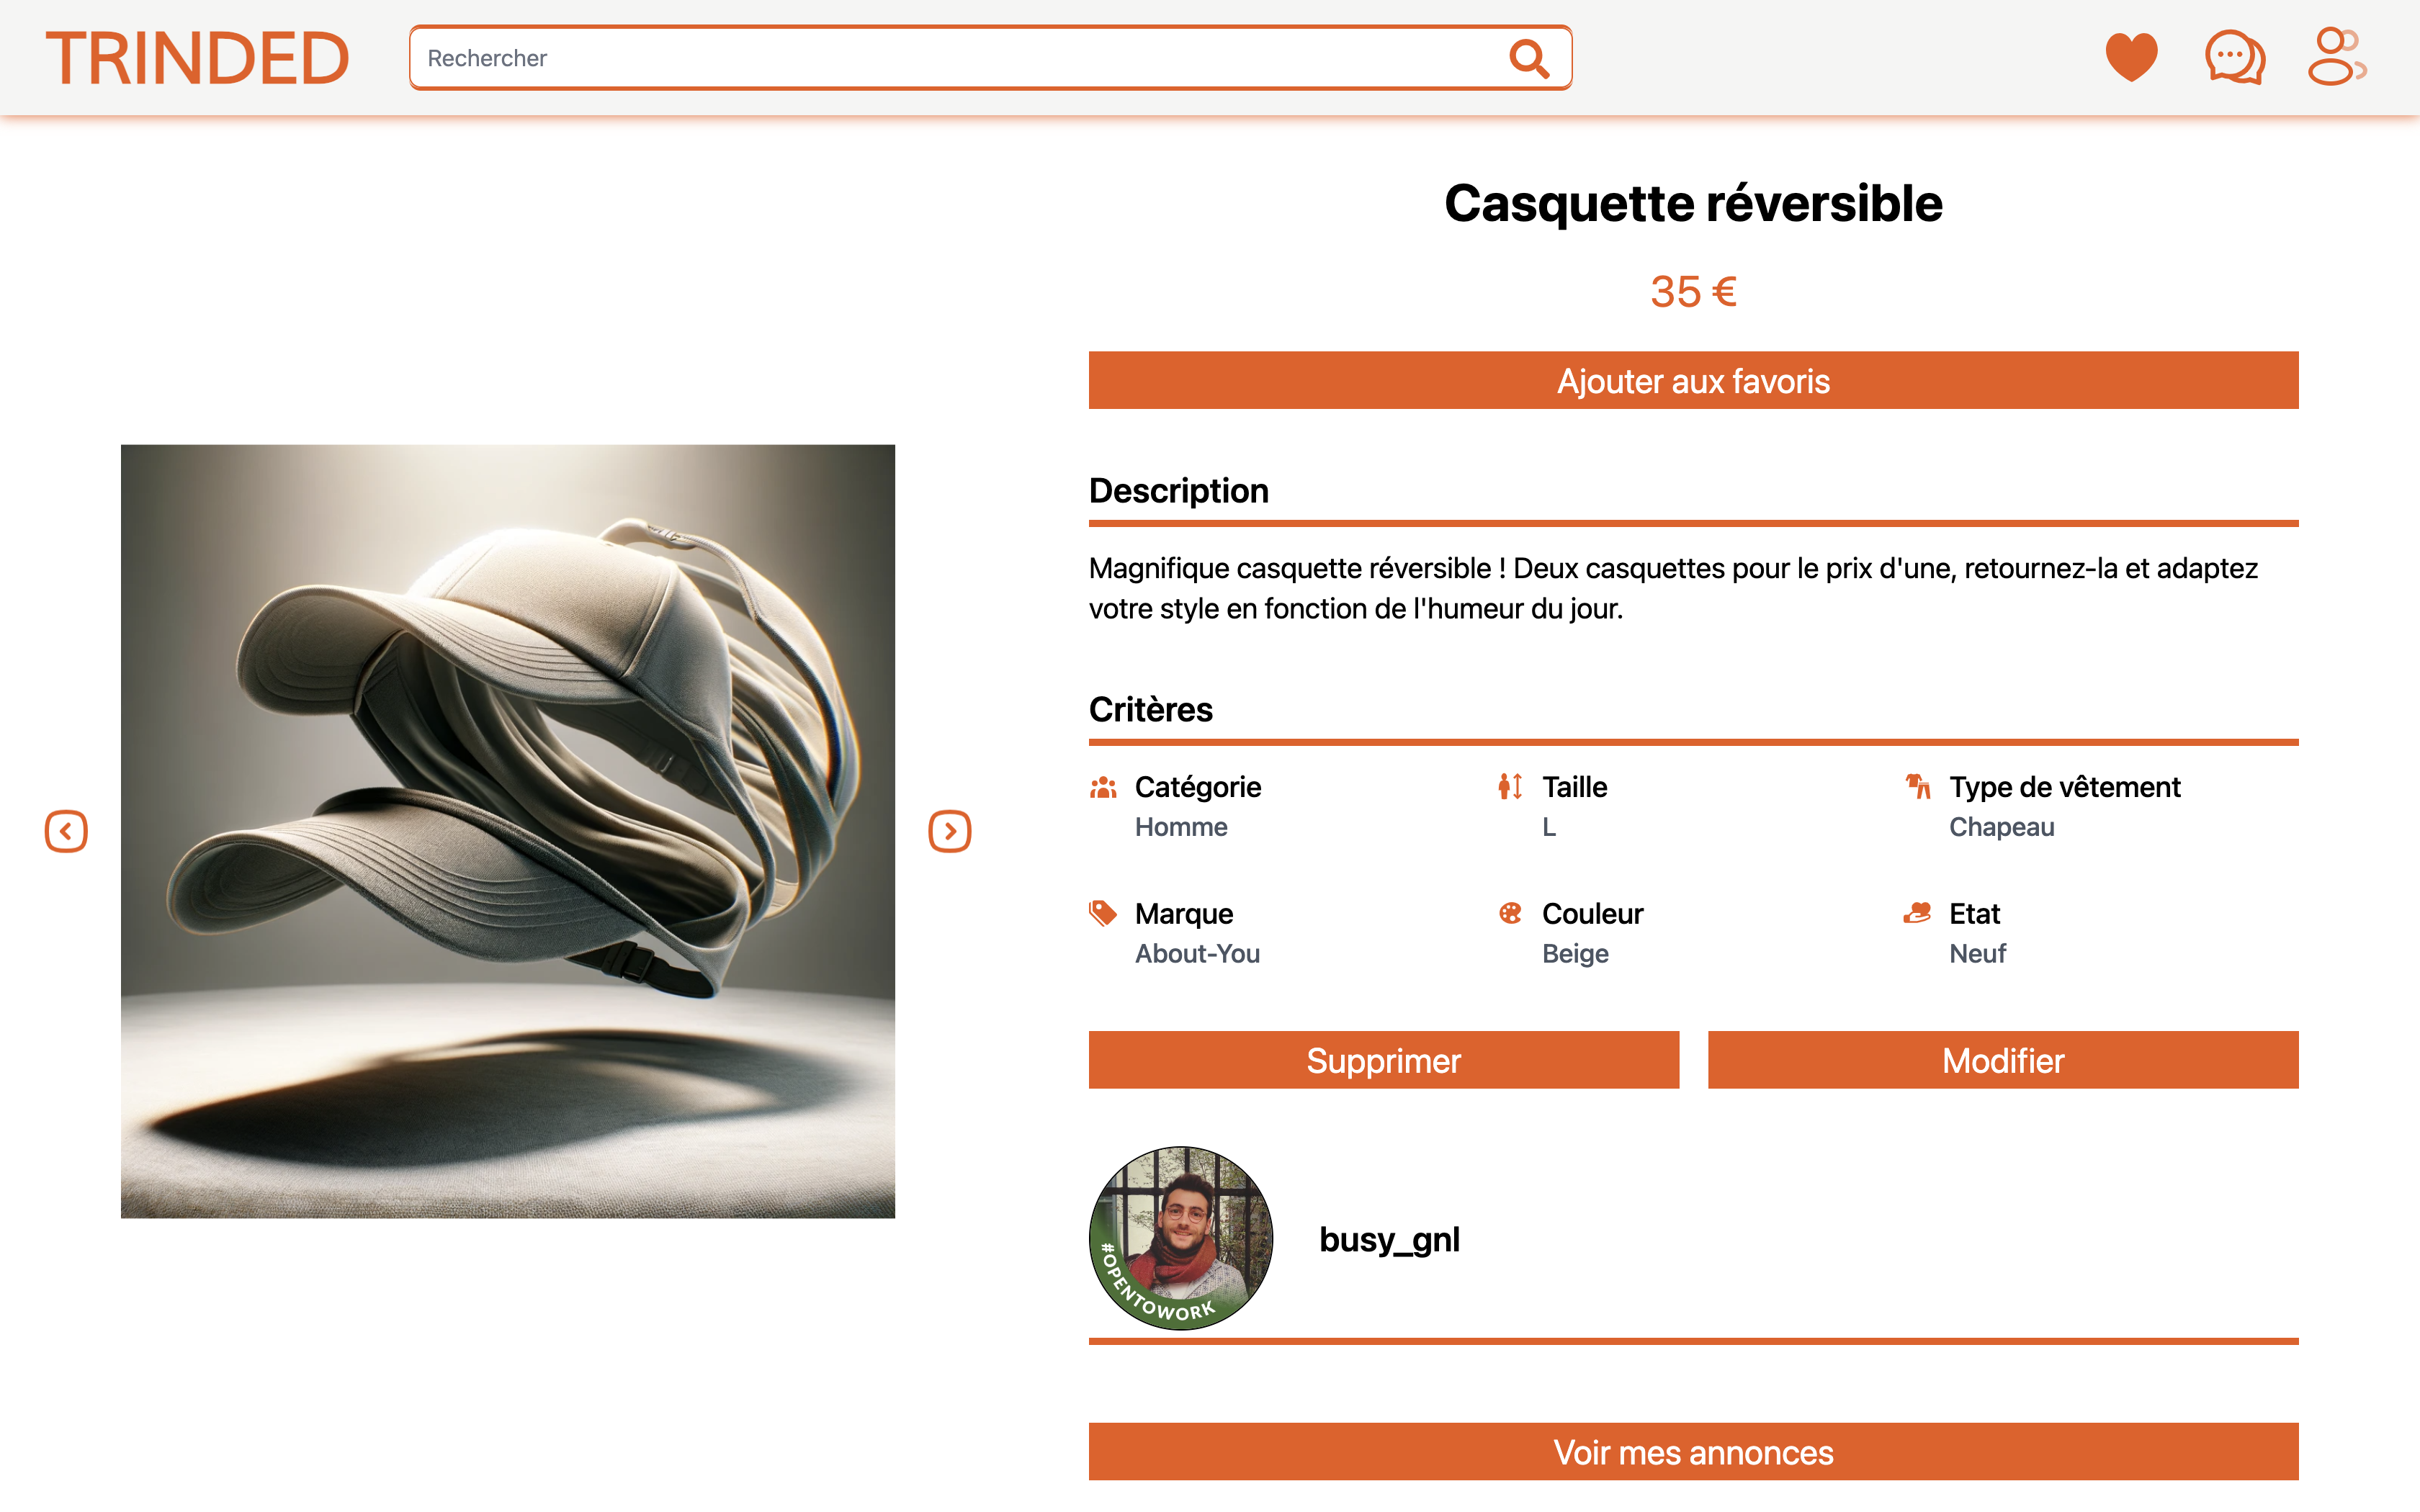 TRINDED
Rechercher
Casquette réversible
35 €
Ajouter aux favoris
Description
Magnifique casquette réversible ! Deux casquettes pour le prix d'une, retournez-la et adaptez
votre style en fonction de l'humeur du jour.
Critères
Catégorie
Homme
Taille
L
Type de vêtement
Chapeau
Marque
About-You
Couleur
Beige
Etat
Neuf
Supprimer
Modifier
#OPENTOWORK
busy_gnl
Voir mes annonces